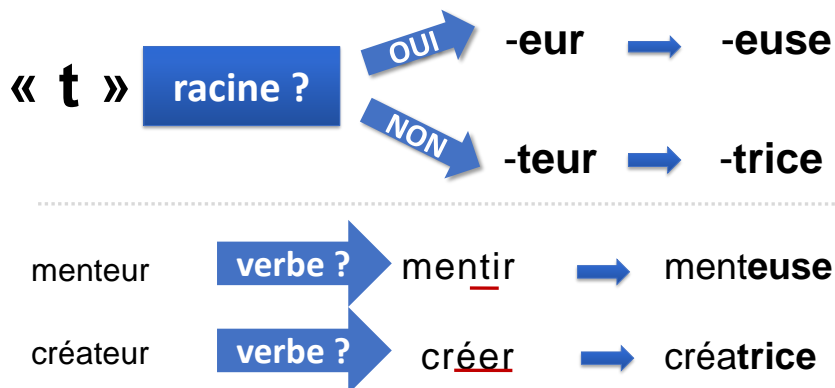 OUI -eur -euse
« t » racine ?
NON -teur -trice
menteur verbe ? mentir menteuse
créateur verbe ? créer créatrice